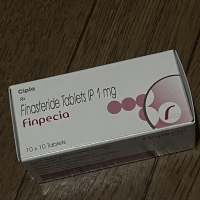 Cipla
Rx
Finasteride Tablets IP 1 mg
Finpecia
10 x 10 Tablets